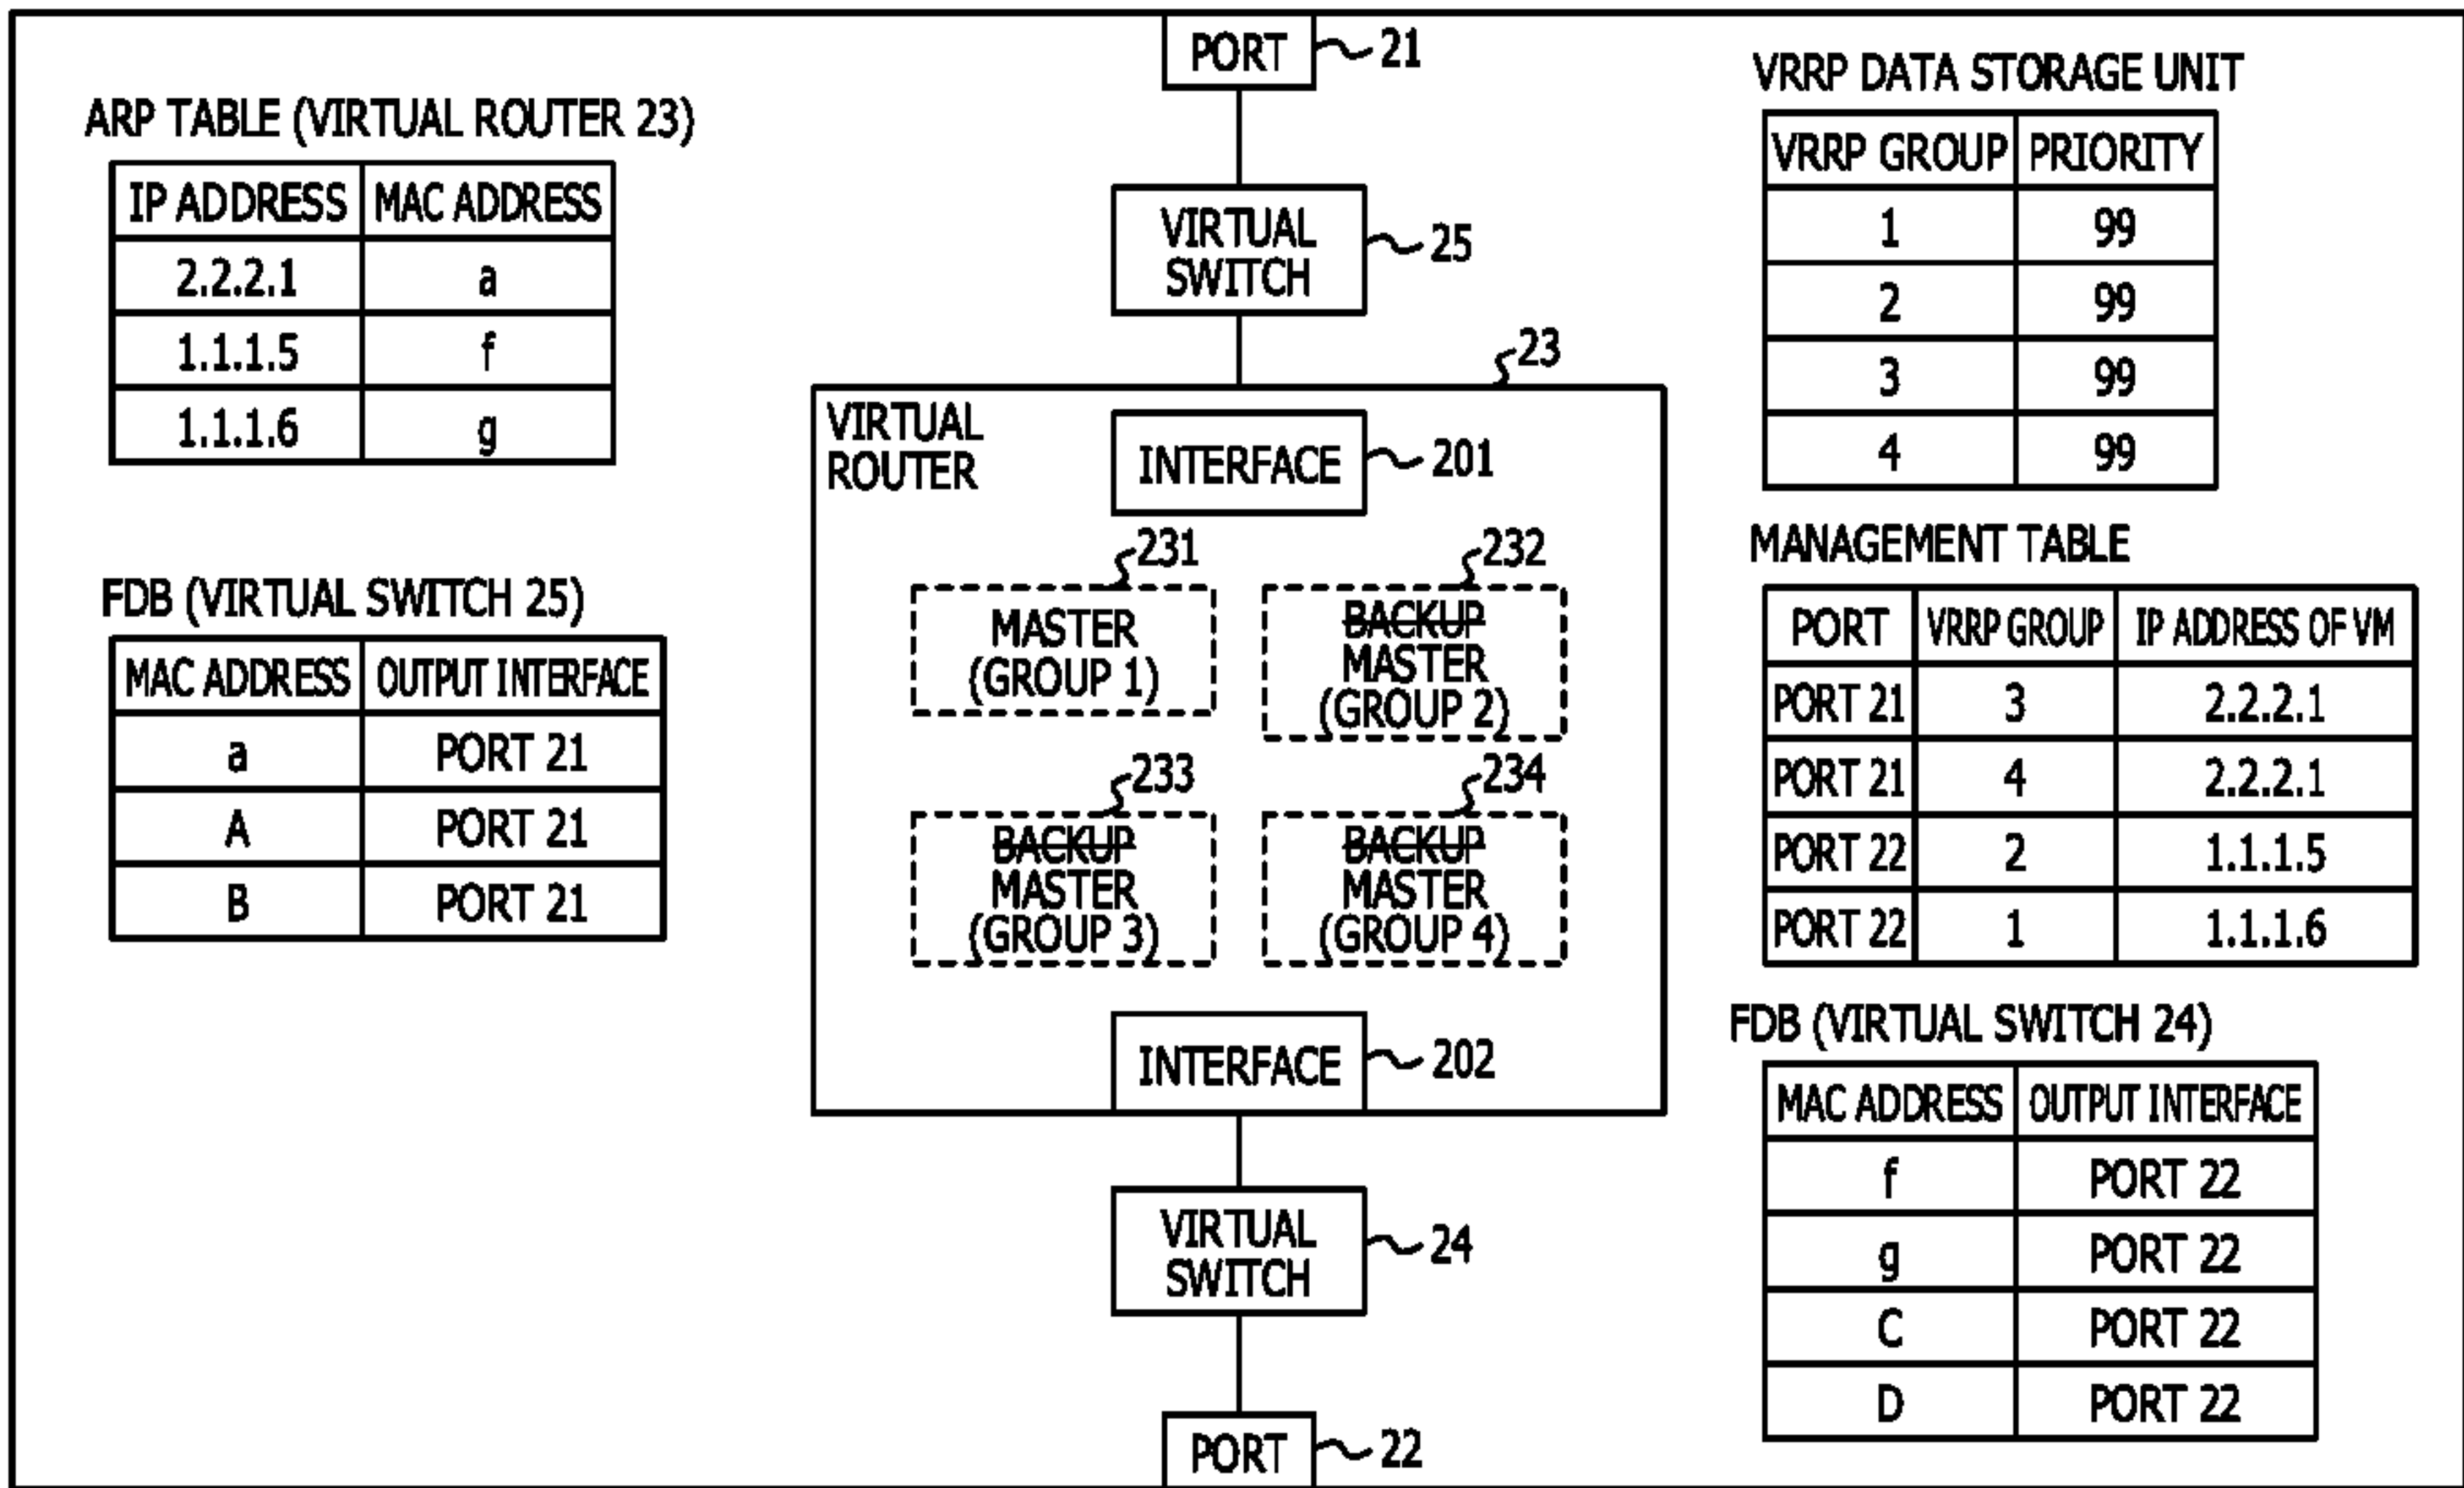 PORT 21
VIRTUAL
SWITCH
25
23
VIRTUAL
ROUTER
INTERFACE 201
231
MASTER
(GROUP 1)
232
BACKUP
MASTER
(GROUP 2)
233
BACKUP
MASTER
(GROUP 3)
234
BACKUP
MASTER
(GROUP 4)
INTERFACE 202
VIRTUAL
SWITCH
24
PORT 22
ARP TABLE (VIRTUAL ROUTER 23)
IP ADDRESS MAC ADDRESS
2.2.2.1 a
1.1.1.5 f
1.1.1.6 g
FDB (VIRTUAL SWITCH 25)
MAC ADDRESS OUTPUT INTERFACE
a PORT 21
A PORT 21
B PORT 21
VRRP DATA STORAGE UNIT
VRRP GROUP PRIORITY
1 99
2 99
3 99
4 99
MANAGEMENT TABLE
PORT VRRP GROUP IP ADDRESS OF VM
PORT 21 3 2.2.2.1
PORT 21 4 2.2.2.1
PORT 22 2 1.1.1.5
PORT 22 1 1.1.1.6
FDB (VIRTUAL SWITCH 24)
MAC ADDRESS OUTPUT INTERFACE
f PORT 22
g PORT 22
C PORT 22
D PORT 22